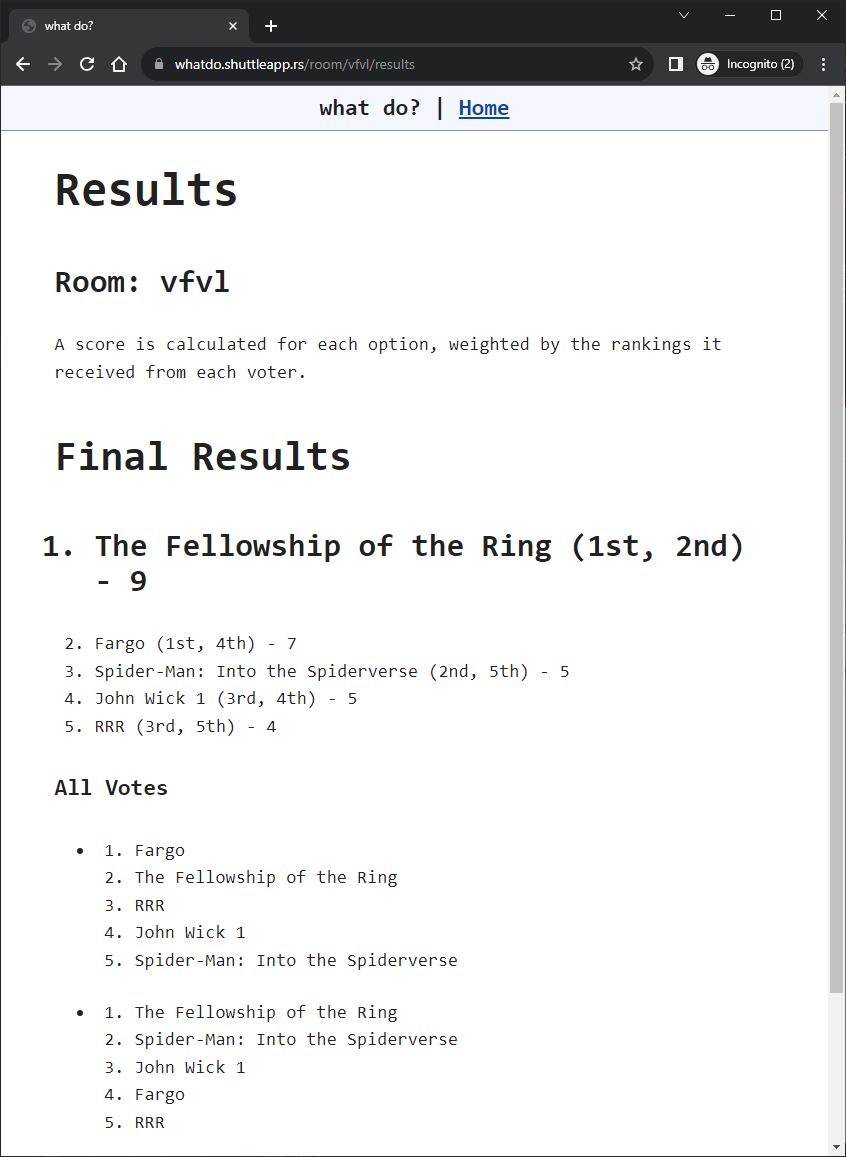 what do?
whatdo.shuttleapp.rs/room/vfvl/results
Incognito (2)
what do? | Home
Results
Room: vfvl
A score is calculated for each option, weighted by the rankings it
received from each voter.
Final Results
1. The Fellowship of the Ring (1st, 2nd)
- 9
2. Fargo (1st, 4th) - 7
3. Spider-Man: Into the Spiderverse (2nd, 5th) - 5
4. John Wick 1 (3rd, 4th) - 5
5. RRR (3rd, 5th) - 4
All Votes
• 1. Fargo
2. The Fellowship of the Ring
3. RRR
4. John Wick 1
5. Spider-Man: Into the Spiderverse
• 1. The Fellowship of the Ring
2. Spider-Man: Into the Spiderverse
3. John Wick 1
4. Fargo
5. RRR